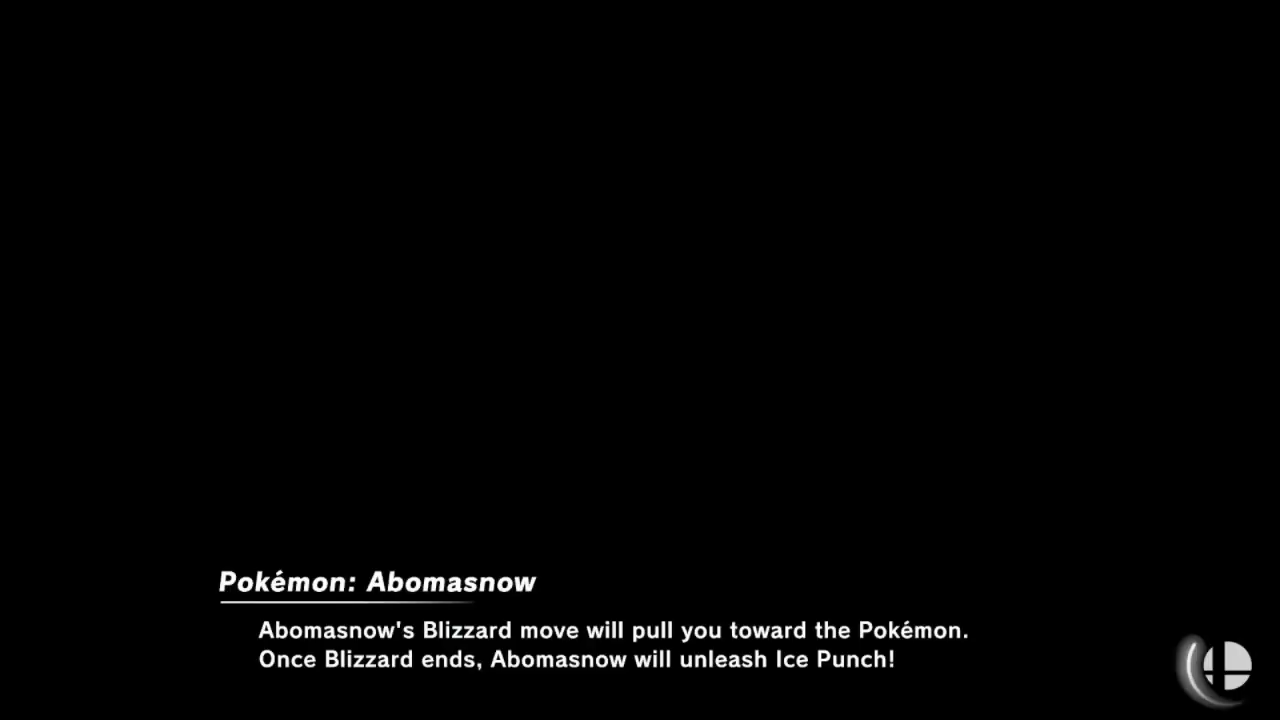 Pokémon: Abomasnow
Abomasnow's Blizzard move will pull you toward the Pokémon.
Once Blizzard ends, Abomasnow will unleash Ice Punch!